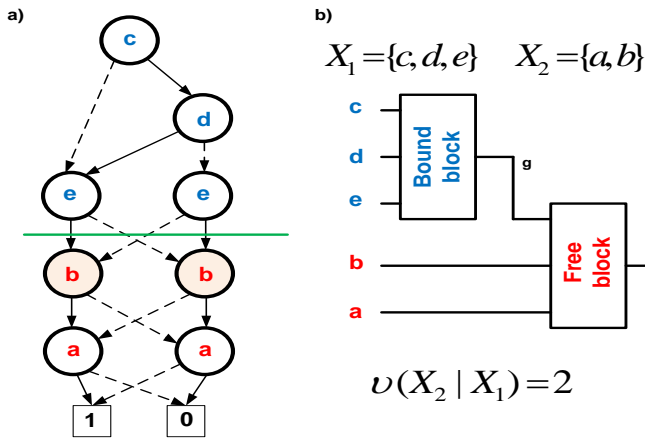 a)
c
d
e
e
b
b
a
a
1
0
b)
X₁={c,d,e} X₂={a,b}
c
d
e
b
a
Bound
block
g
Free
block
υ(X₂ | X₁)=2